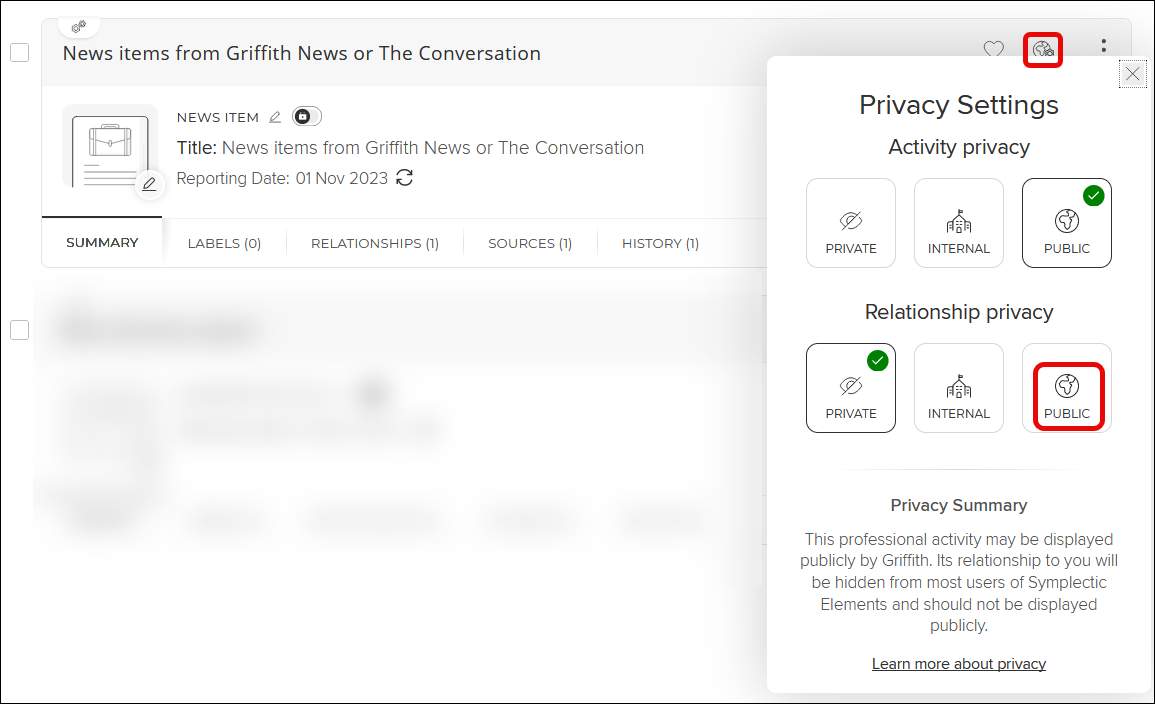 News items from Griffith News or The Conversation
NEWS ITEM
Title: News items from Griffith News or The Conversation
Reporting Date: 01 Nov 2023
SUMMARY
LABELS (0)
RELATIONSHIPS (1)
SOURCES (1)
HISTORY (1)
Privacy Settings
Activity privacy
PRIVATE
INTERNAL
PUBLIC
Relationship privacy
PRIVATE
INTERNAL
PUBLIC
Privacy Summary
This professional activity may be displayed
publicly by Griffith. Its relationship to you will
be hidden from most users of Symplectic
Elements and should not be displayed
publicly.
Learn more about privacy